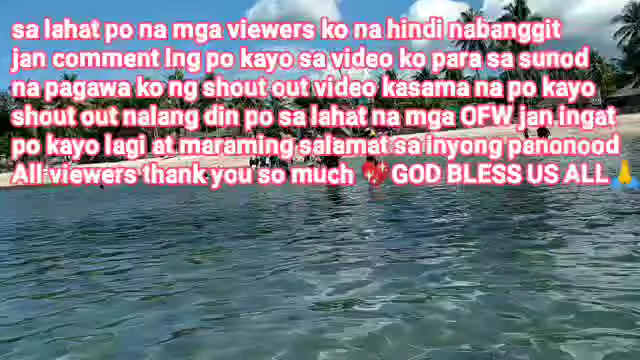 sa lahat po na mga viewers ko na hindi nabanggit
jan comment lng po kayo sa video ko para sa sunod
na pagawa ko ng shout out video kasama na po kayo
shout out nalang din po sa lahat na mga OFW jan.ingat
po kayo lagi at maraming salamat sa inyong panonood
All viewers thank you so much 💖 GOD BLESS US ALL🙏